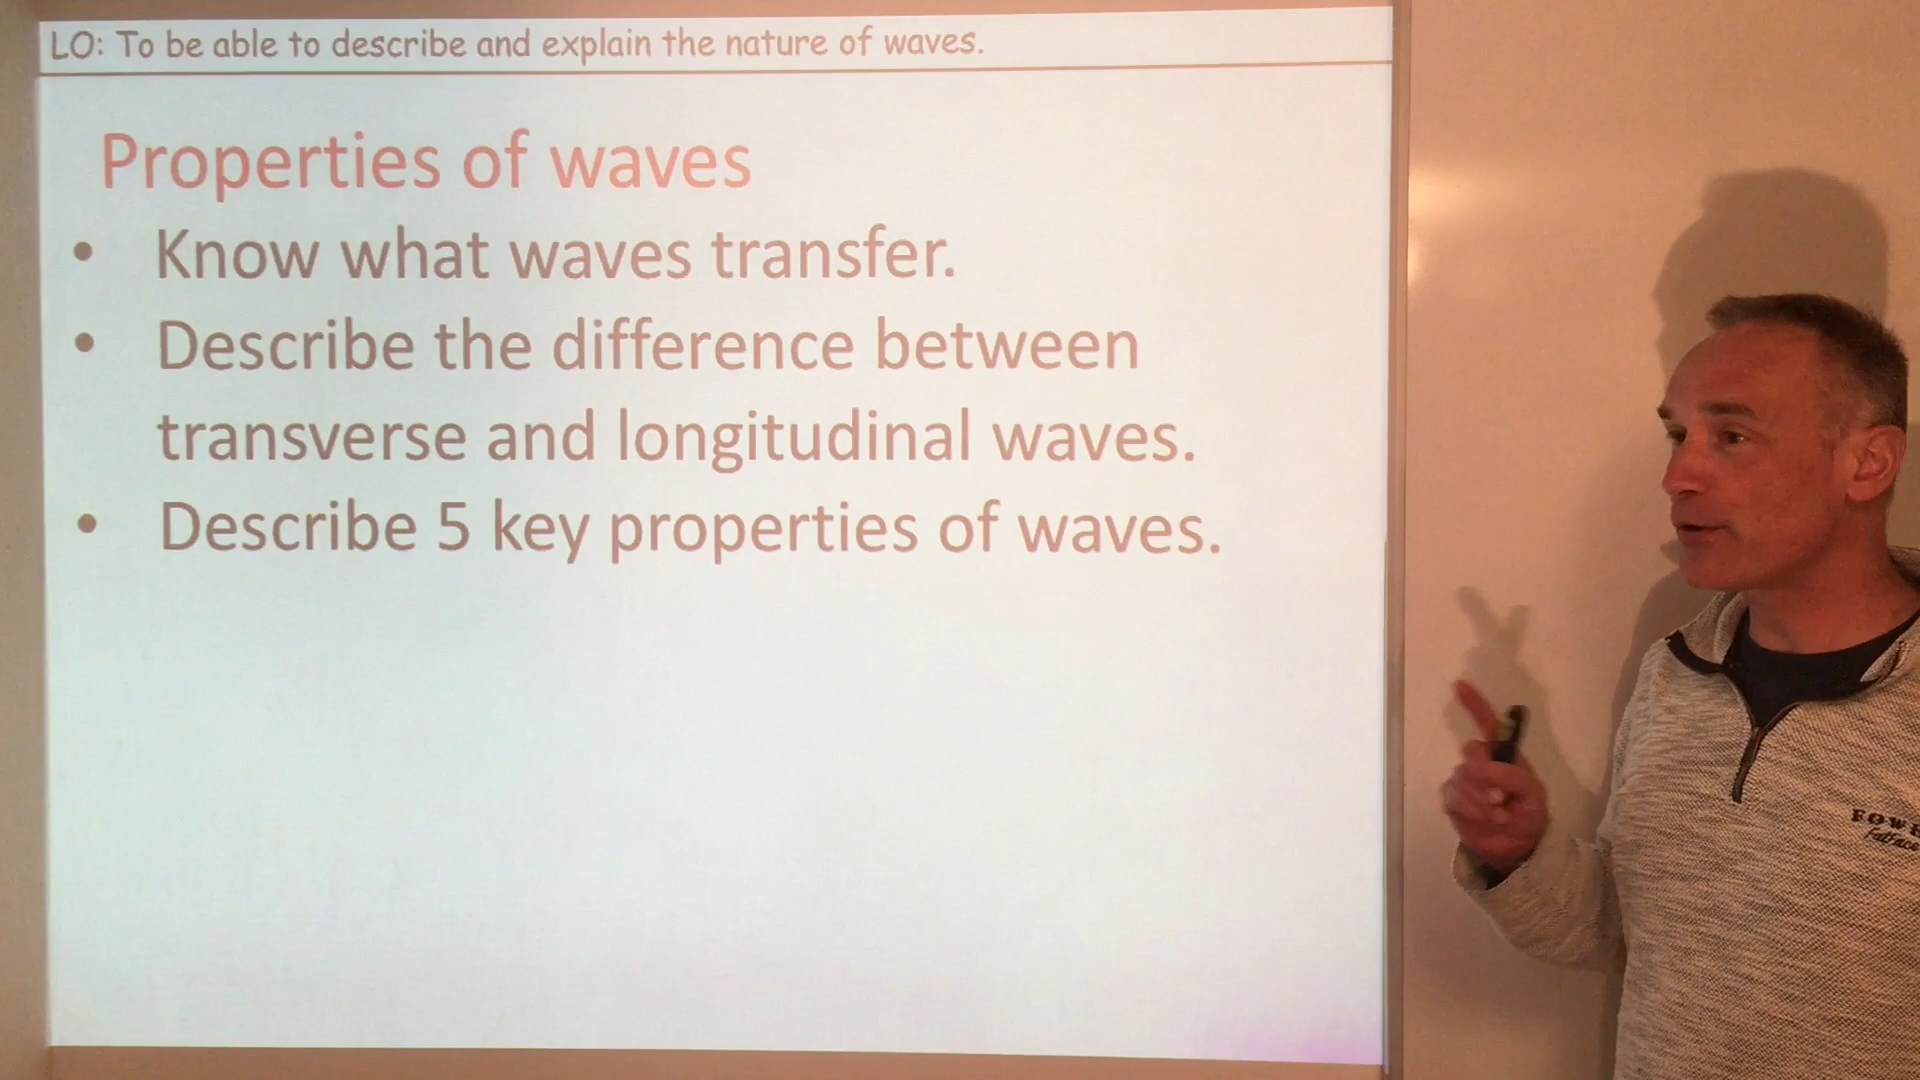 LO: To be able to describe and explain the nature of waves.
Properties of waves
• Know what waves transfer.
• Describe the difference between
transverse and longitudinal waves.
• Describe 5 key properties of waves.
FatFace